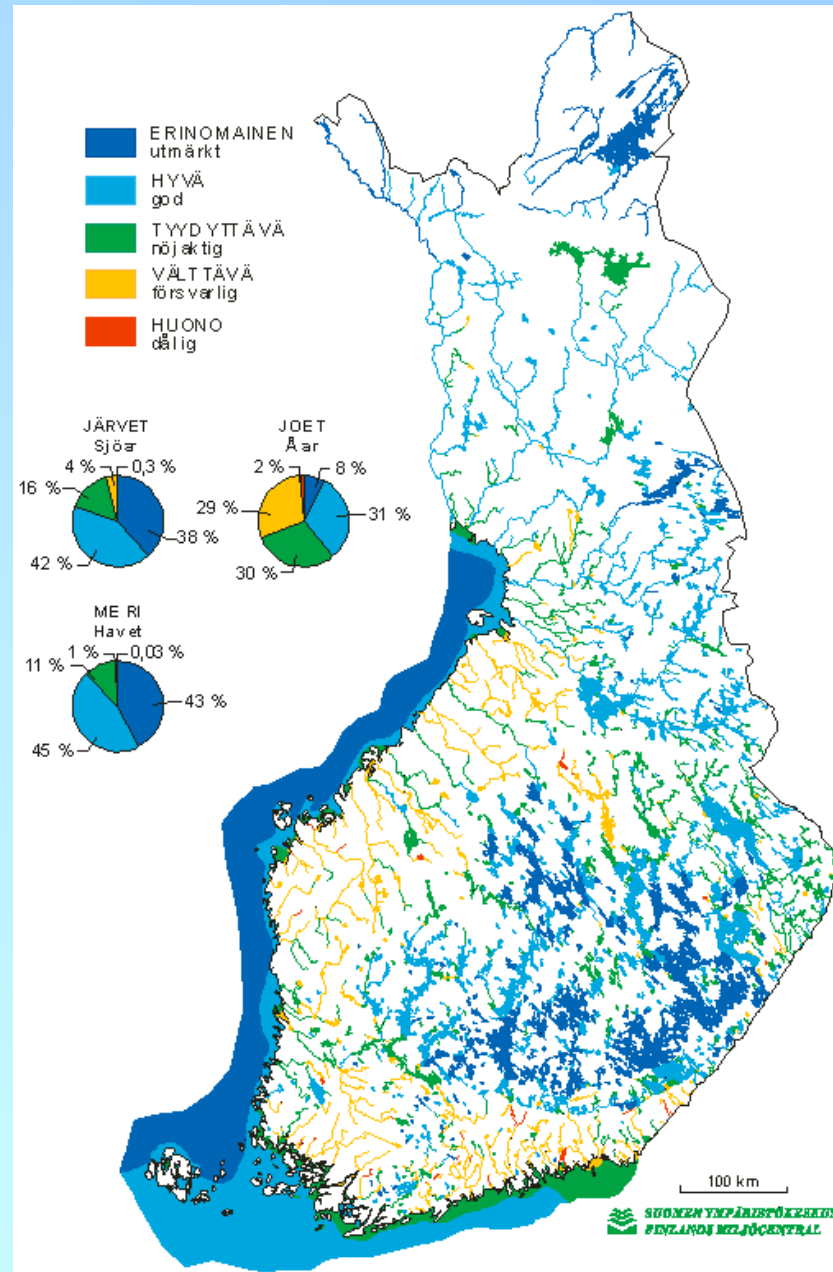 ERINOMAINEN
utmärkt
HYVÄ
god
TYYDYTTÄVÄ
nöjaktig
VÄLTTÄVÄ
försvarlig
HUONO
dålig
JÄRVET
Sjöar
4 %
0,3 %
16 %
38 %
42 %
JOET
Åar
2 %
8 %
29 %
31 %
30 %
MERI
Havet
1 %
0,03 %
11 %
43 %
45 %
100 km
SUOMEN YMPÄRISTÖKESKUS
FINLANDS MILJÖCENTRAL